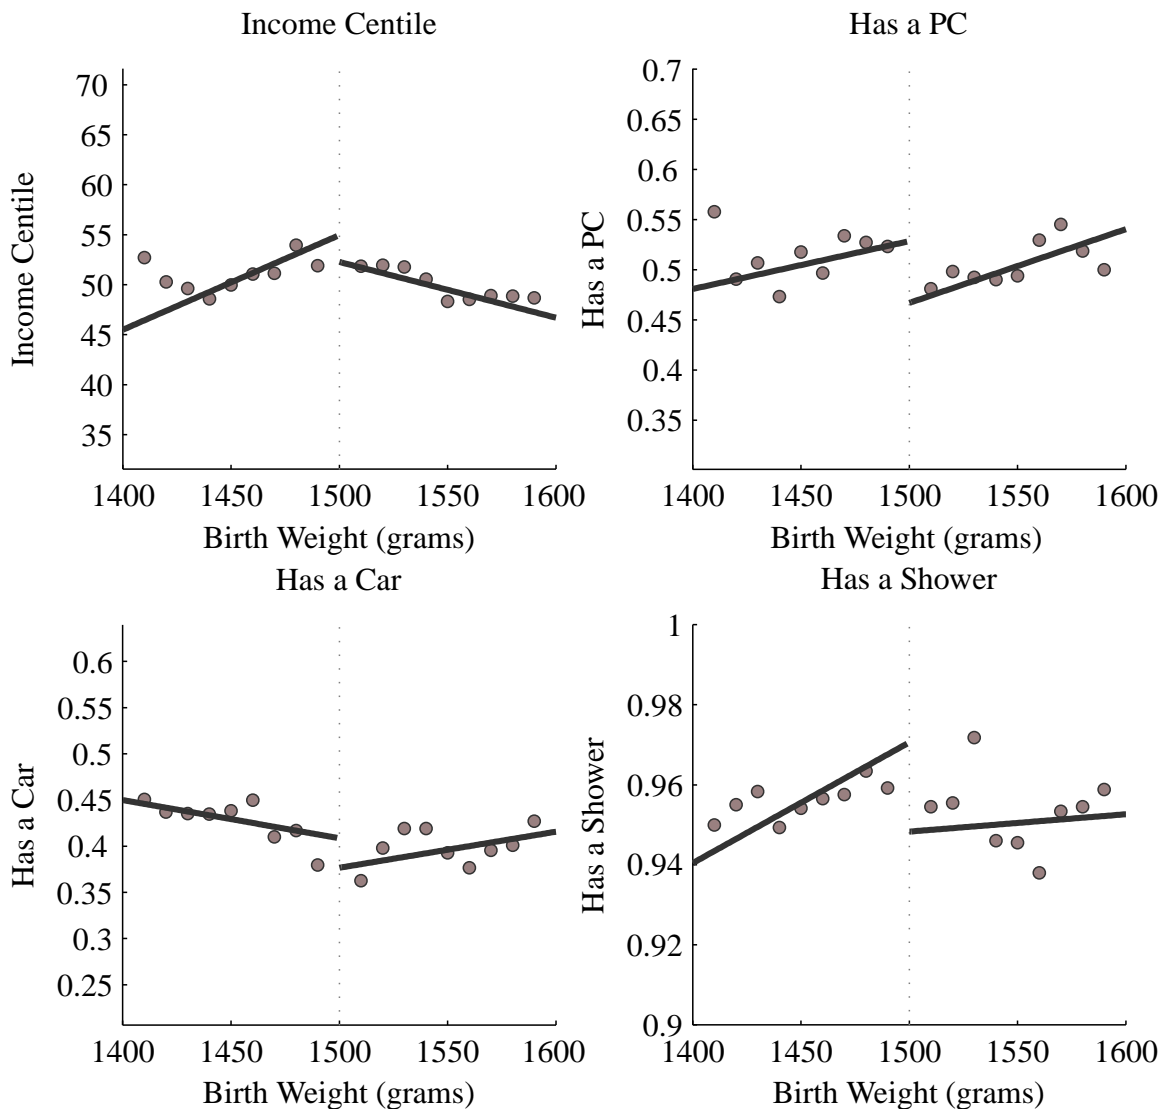 Income Centile
Income Centile
70
65
60
55
50
45
40
35
1400 1450 1500 1550 1600
Birth Weight (grams)
Has a PC
Has a PC
0.7
0.65
0.6
0.55
0.5
0.45
0.4
0.35
1400 1450 1500 1550 1600
Birth Weight (grams)
Has a Car
Has a Car
0.6
0.55
0.5
0.45
0.4
0.35
0.3
0.25
1400 1450 1500 1550 1600
Birth Weight (grams)
Has a Shower
Has a Shower
1
0.98
0.96
0.94
0.92
0.9
1400 1450 1500 1550 1600
Birth Weight (grams)